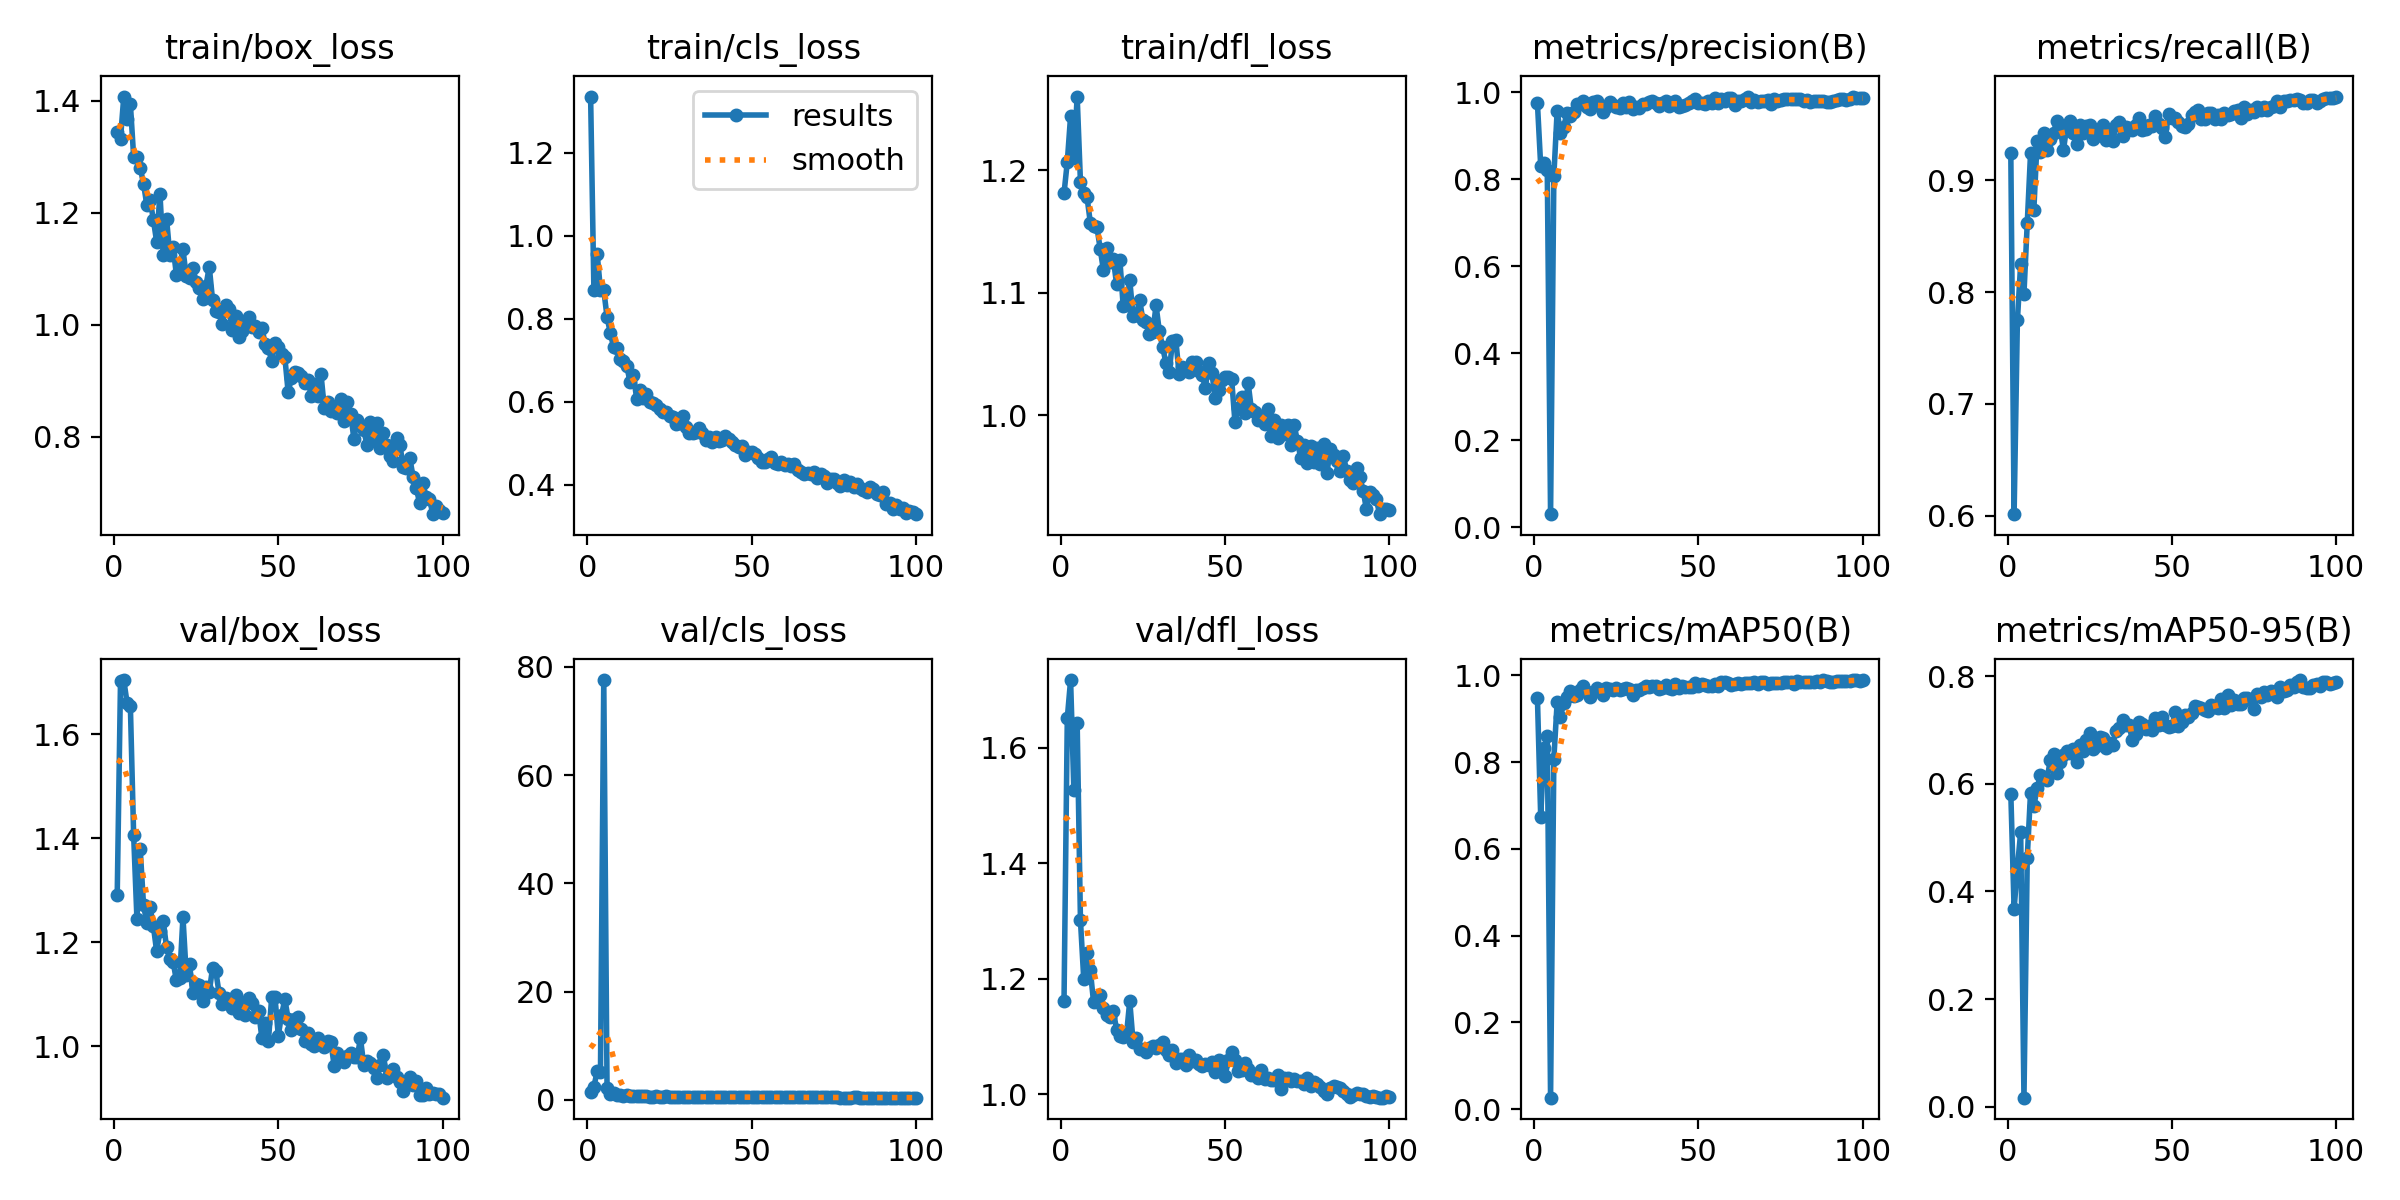 train/box_loss
train/cls_loss
train/dfl_loss
metrics/precision(B)
metrics/recall(B)
1.4
1.2
1.0
0.8
0 50 100
1.2
1.0
0.8
0.6
0.4
results
smooth
0 50 100
1.2
1.1
1.0
0 50 100
1.0
0.8
0.6
0.4
0.2
0.0
0 50 100
0.9
0.8
0.7
0.6
0 50 100
val/box_loss
val/cls_loss
val/dfl_loss
metrics/mAP50(B)
metrics/mAP50-95(B)
1.6
1.4
1.2
1.0
0 50 100
80
60
40
20
0
0 50 100
1.6
1.4
1.2
1.0
0 50 100
1.0
0.8
0.6
0.4
0.2
0.0
0 50 100
0.8
0.6
0.4
0.2
0.0
0 50 100